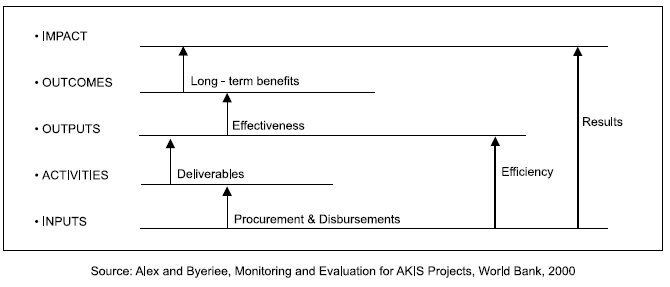 • IMPACT
• OUTCOMES
Long - term benefits
• OUTPUTS
Effectiveness
Results
• ACTIVITIES
Deliverables
Efficiency
• INPUTS
Procurement & Disbursements
Source: Alex and Byeriee, Monitoring and Evaluation for AKIS Projects, World Bank, 2000